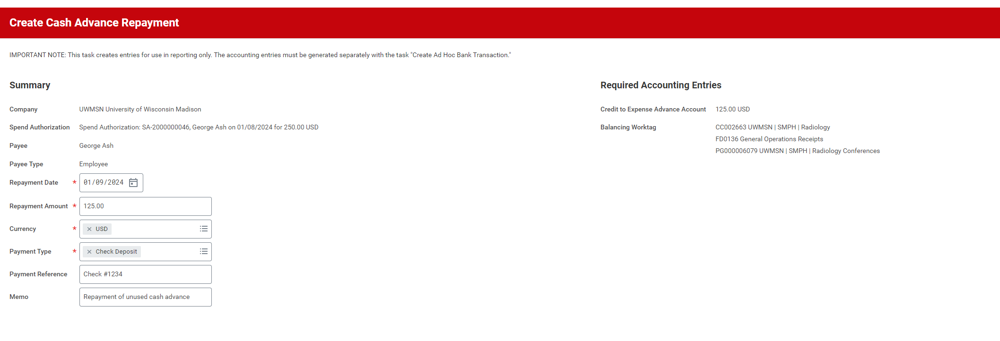 Create Cash Advance Repayment
IMPORTANT NOTE: This task creates entries for use in reporting only. The accounting entries must be generated separately with the task "Create Ad Hoc Bank Transaction."
Summary
Company UWMSN University of Wisconsin Madison
Spend Authorization Spend Authorization: SA-2000000046, George Ash on 01/08/2024 for 250.00 USD
Payee George Ash
Payee Type Employee
Repayment Date * 01/09/2024
Repayment Amount * 125.00
Currency * × USD
Payment Type * × Check Deposit
Payment Reference Check #1234
Memo Repayment of unused cash advance
Required Accounting Entries
Credit to Expense Advance Account 125.00 USD
Balancing Worktag CC002663 UWMSN | SMPH | Radiology
FD0136 General Operations Receipts
PG000006079 UWMSN | SMPH | Radiology Conferences